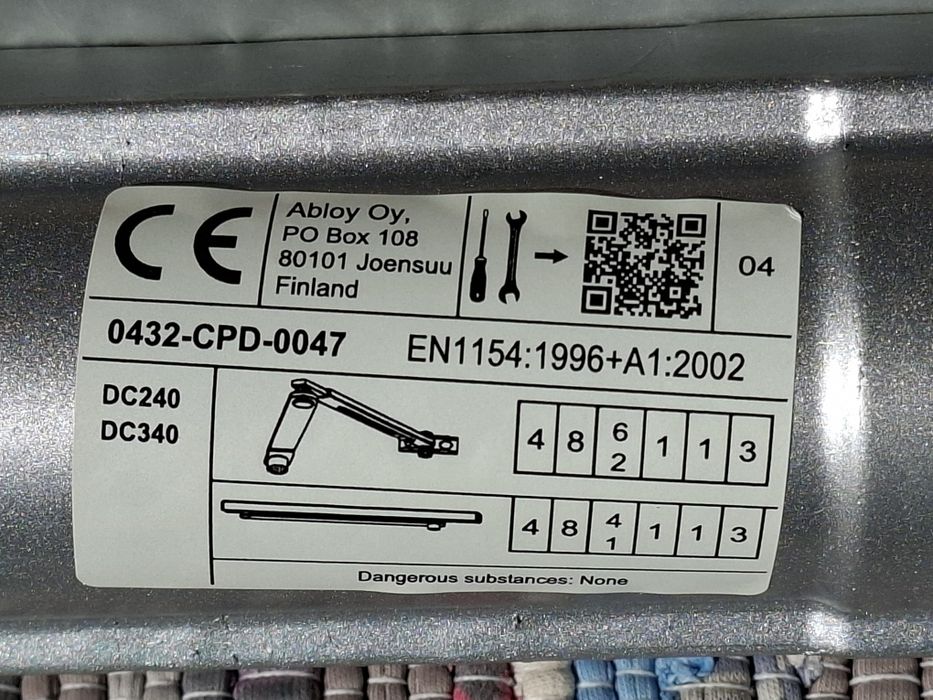 CE
Abloy Oy,
PO Box 108
80101 Joensuu
Finland
04
0432-CPD-0047 EN1154:1996+A1:2002
DC240
DC340
4 8 6 1 1 3
2
4 8 4 1 1 3
1
Dangerous substances: None